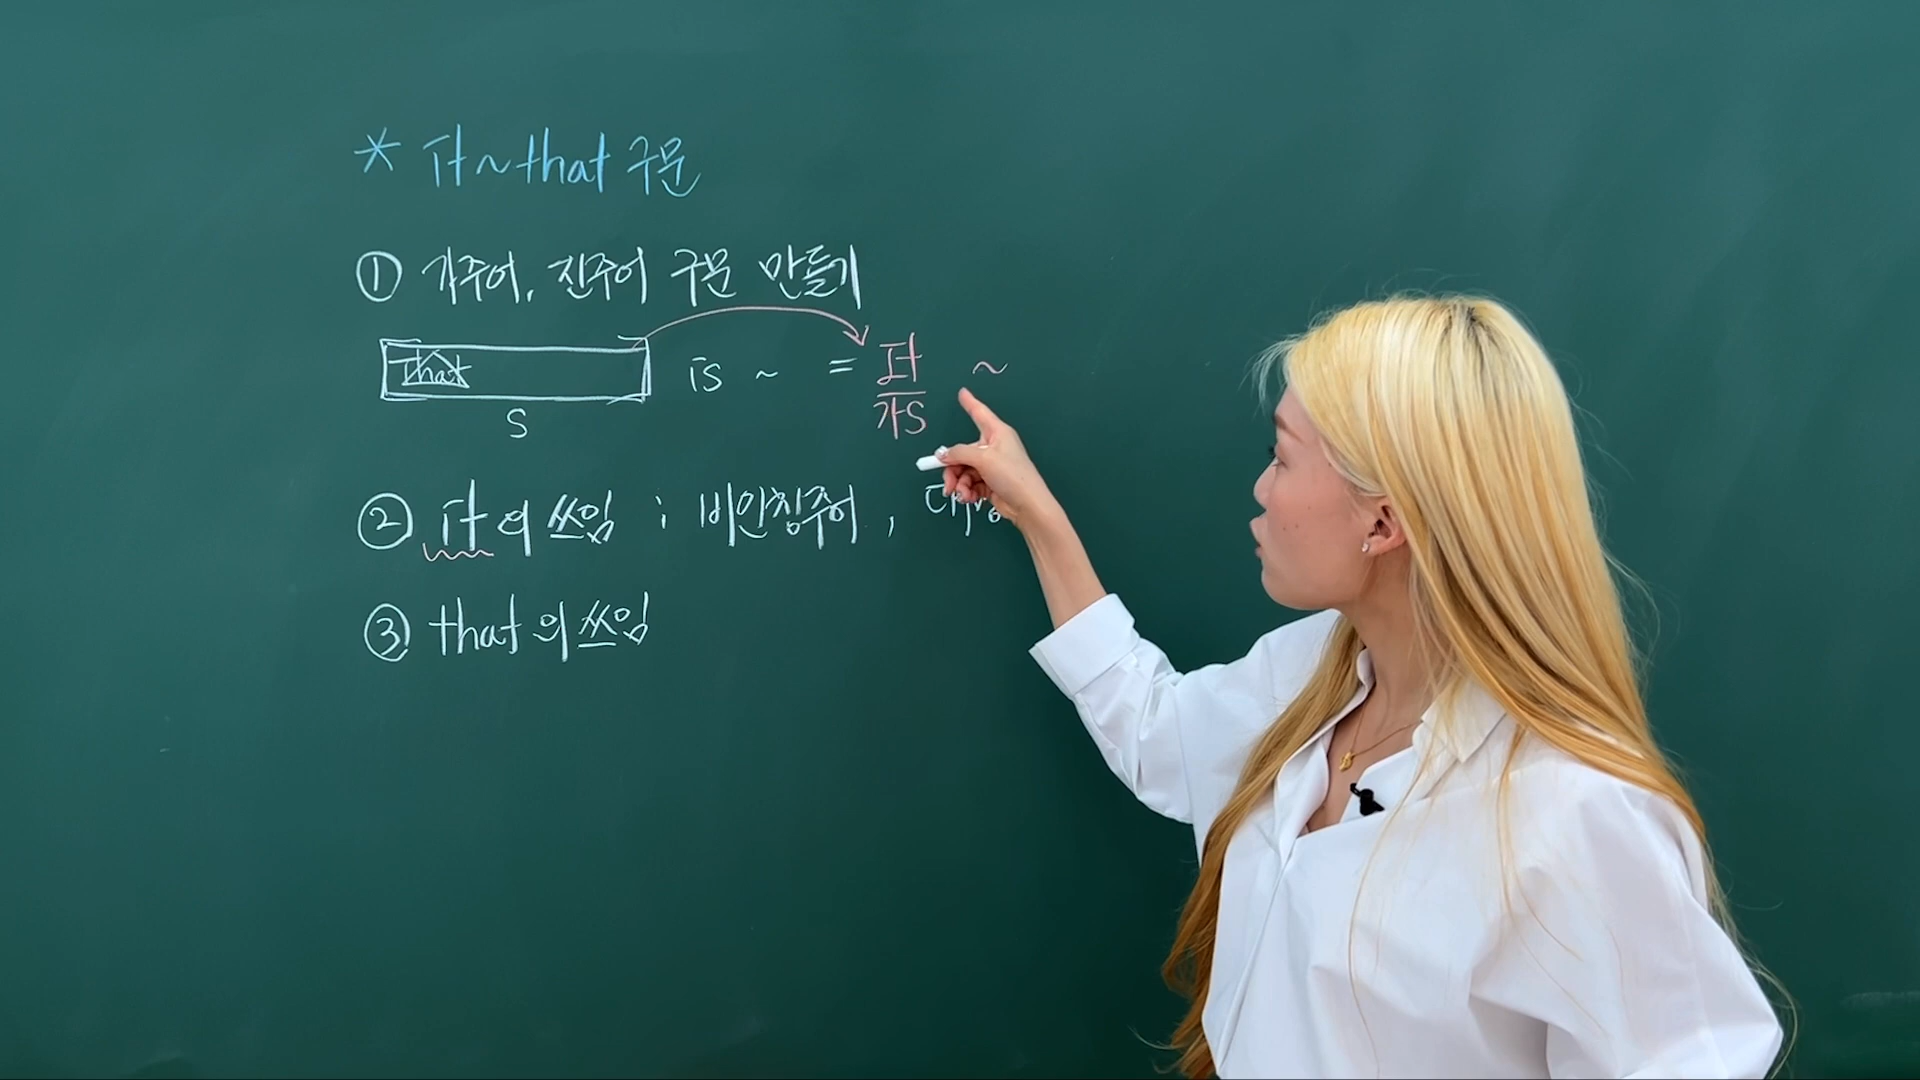 * It ~ that 구문
① 가주어, 진주어 구문 만들기
That is ~ = It ~
S 가S
② it의 쓰임 ; 비인칭주어, 대명
③ that의 쓰임